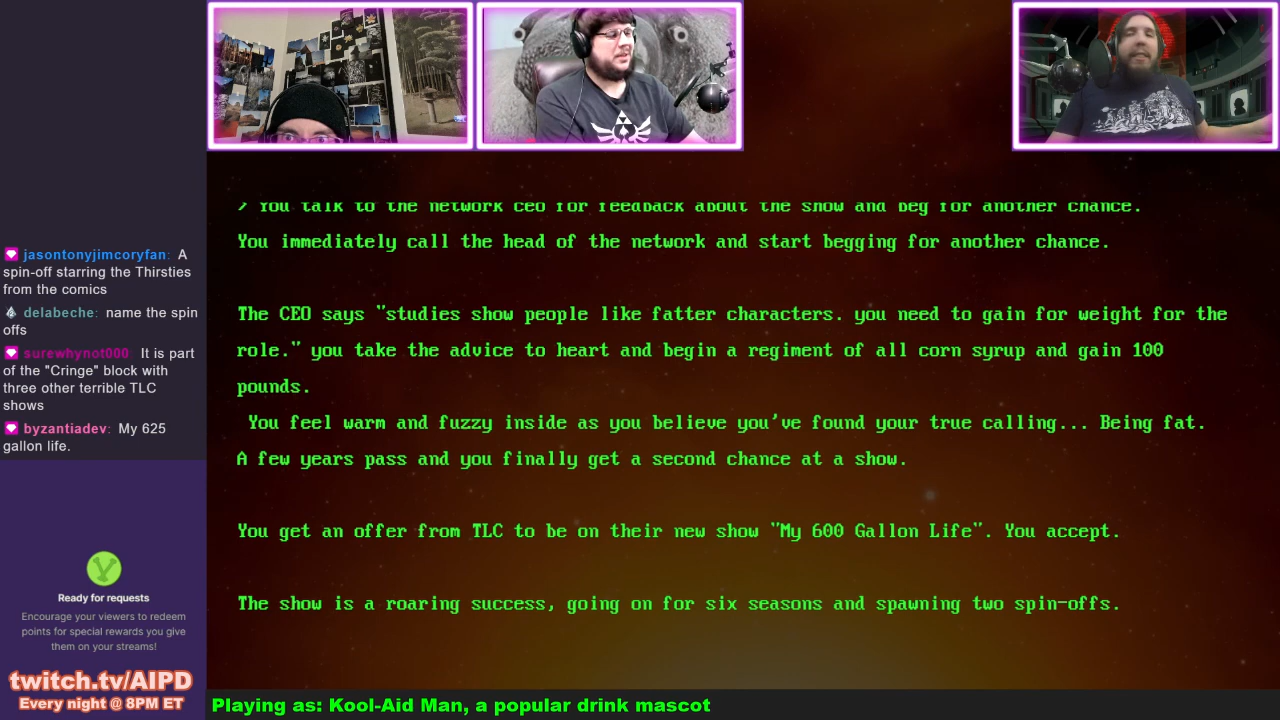 > You talk to the network ceo for feedback about the show and beg for another chance.
You immediately call the head of the network and start begging for another chance.
The CEO says "studies show people like fatter characters. you need to gain for weight for the
role." you take the advice to heart and begin a regiment of all corn syrup and gain 100
pounds.
You feel warm and fuzzy inside as you believe you've found your true calling... Being fat.
A few years pass and you finally get a second chance at a show.
You get an offer from TLC to be on their new show "My 600 Gallon Life". You accept.
The show is a roaring success, going on for six seasons and spawning two spin-offs.
jasontonyjimcoryfan: A
spin-off starring the Thirsties
from the comics
delabeche: name the spin
offs
surewhynot000: It is part
of the "Cringe" block with
three other terrible TLC
shows
byzantiadev: My 625
gallon life.
Ready for requests
Encourage your viewers to redeem
points for special rewards you give
them on your streams!
twitch.tv/AIPD
Every night @ 8PM ET
Playing as: Kool-Aid Man, a popular drink mascot